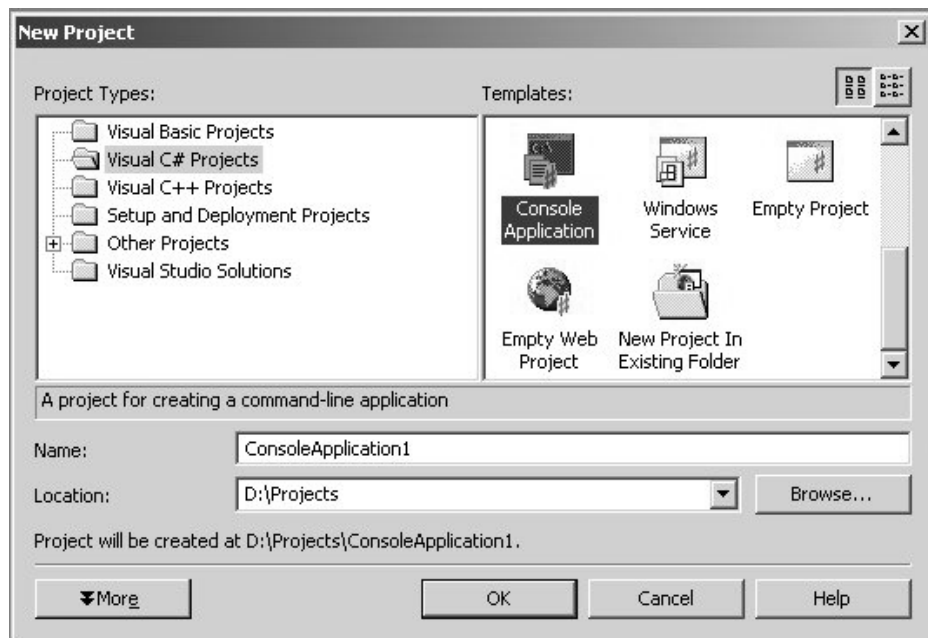 New Project
Project Types:
Templates:
Visual Basic Projects
Visual C# Projects
Visual C++ Projects
Setup and Deployment Projects
Other Projects
Visual Studio Solutions
Console
Application
Windows
Service
Empty Project
Empty Web
Project
New Project In
Existing Folder
A project for creating a command-line application
Name:
ConsoleApplication1
Location:
D:\Projects
Browse...
Project will be created at D:\Projects\ConsoleApplication1.
More
OK
Cancel
Help